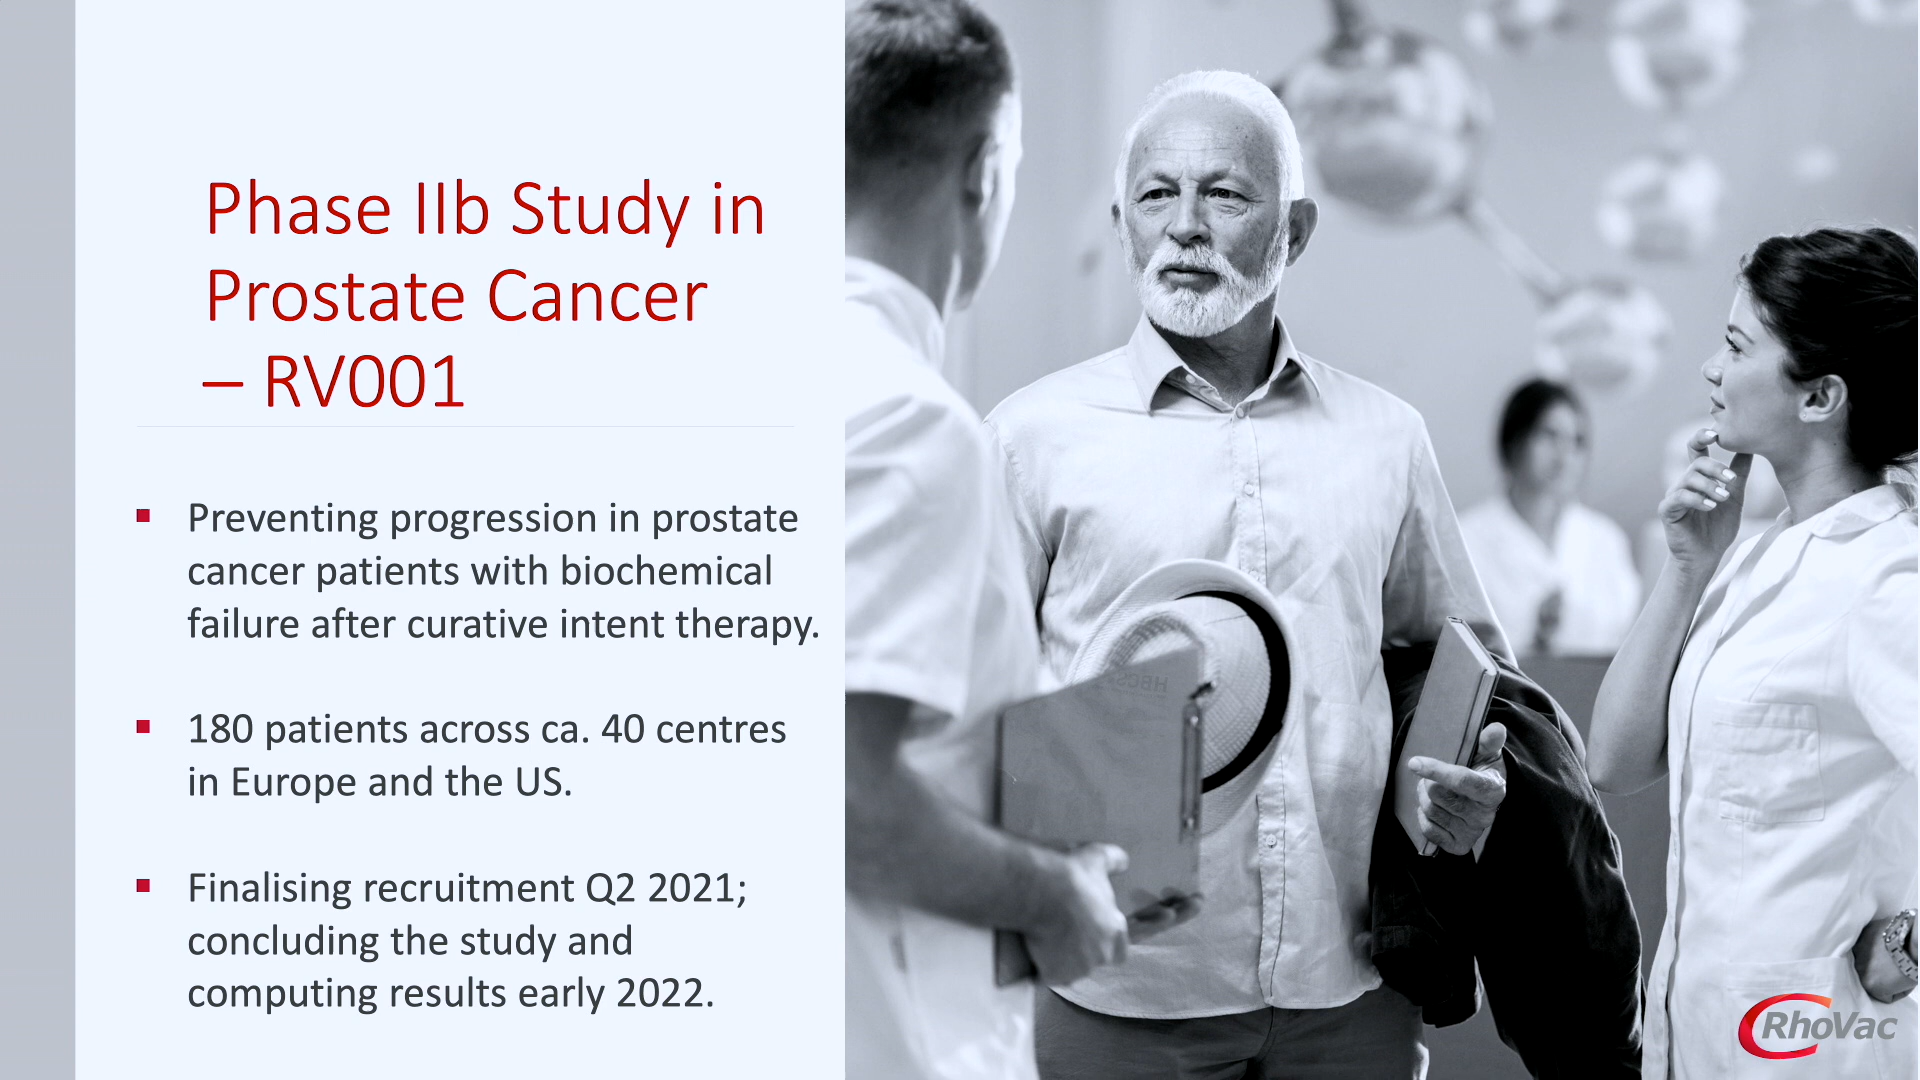 Phase IIb Study in
Prostate Cancer
– RV001
▪ Preventing progression in prostate
cancer patients with biochemical
failure after curative intent therapy.
▪ 180 patients across ca. 40 centres
in Europe and the US.
▪ Finalising recruitment Q2 2021;
concluding the study and
computing results early 2022.
RhoVac